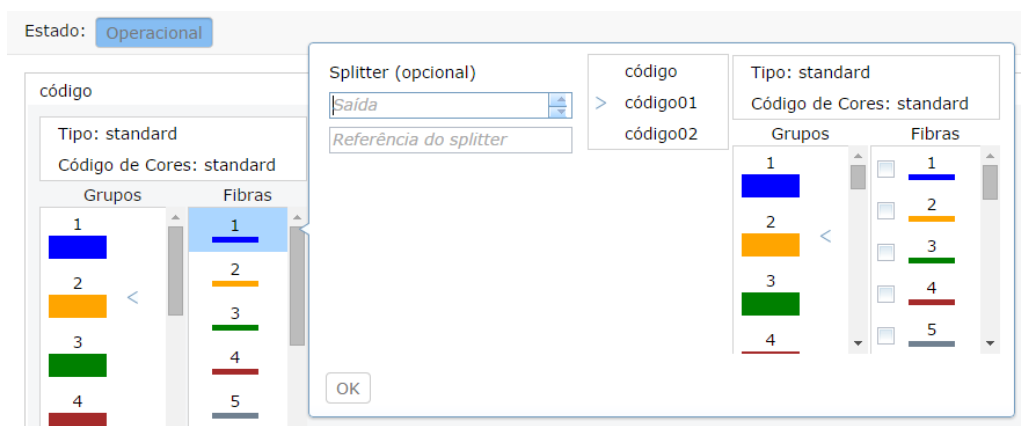 Estado: Operacional
código
Tipo: standard
Código de Cores: standard
Grupos Fibras
1 1
2 2
<
3 3
4 4
5
Splitter (opcional)
Saída
Referência do splitter
OK
código
> código01
código02
Tipo: standard
Código de Cores: standard
Grupos Fibras
1 1
2 2
<
3 3
4 4
5